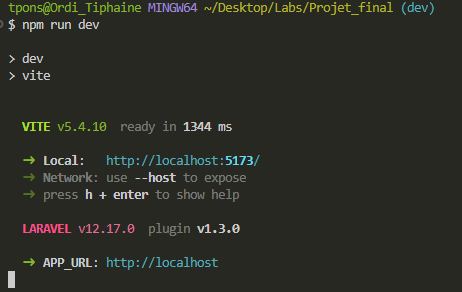 tpons@Ordi_Tiphaine MINGW64 ~/Desktop/Labs/Projet_final (dev)
$ npm run dev
> dev
> vite
VITE v5.4.10 ready in 1344 ms
➜ Local: http://localhost:5173/
➜ Network: use --host to expose
➜ press h + enter to show help
LARAVEL v12.17.0 plugin v1.3.0
➜ APP_URL: http://localhost